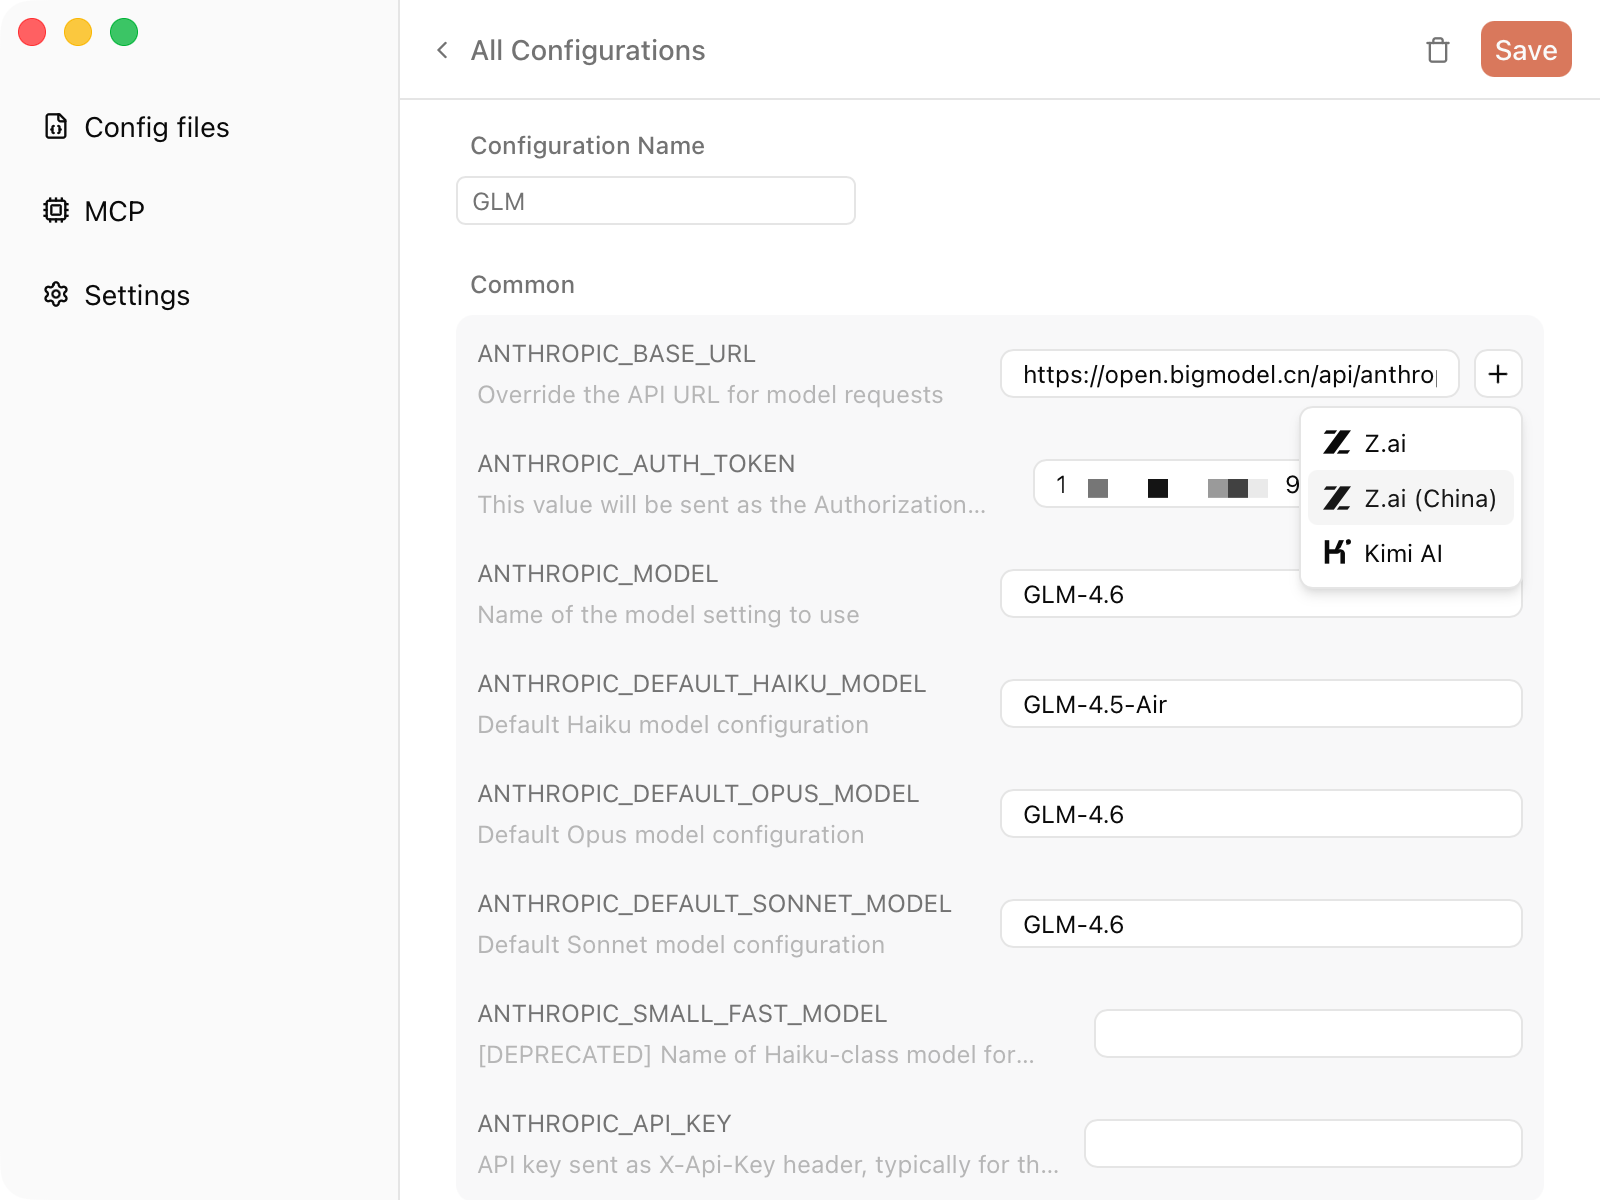 All Configurations
Save
Config files
MCP
Settings
Configuration Name
GLM
Common
ANTHROPIC_BASE_URL
Override the API URL for model requests
https://open.bigmodel.cn/api/anthrop
Z.ai
Z.ai (China)
Kimi AI
ANTHROPIC_AUTH_TOKEN
This value will be sent as the Authorization...
1 9
ANTHROPIC_MODEL
Name of the model setting to use
GLM-4.6
ANTHROPIC_DEFAULT_HAIKU_MODEL
Default Haiku model configuration
GLM-4.5-Air
ANTHROPIC_DEFAULT_OPUS_MODEL
Default Opus model configuration
GLM-4.6
ANTHROPIC_DEFAULT_SONNET_MODEL
Default Sonnet model configuration
GLM-4.6
ANTHROPIC_SMALL_FAST_MODEL
[DEPRECATED] Name of Haiku-class model for...
ANTHROPIC_API_KEY
API key sent as X-Api-Key header, typically for th...